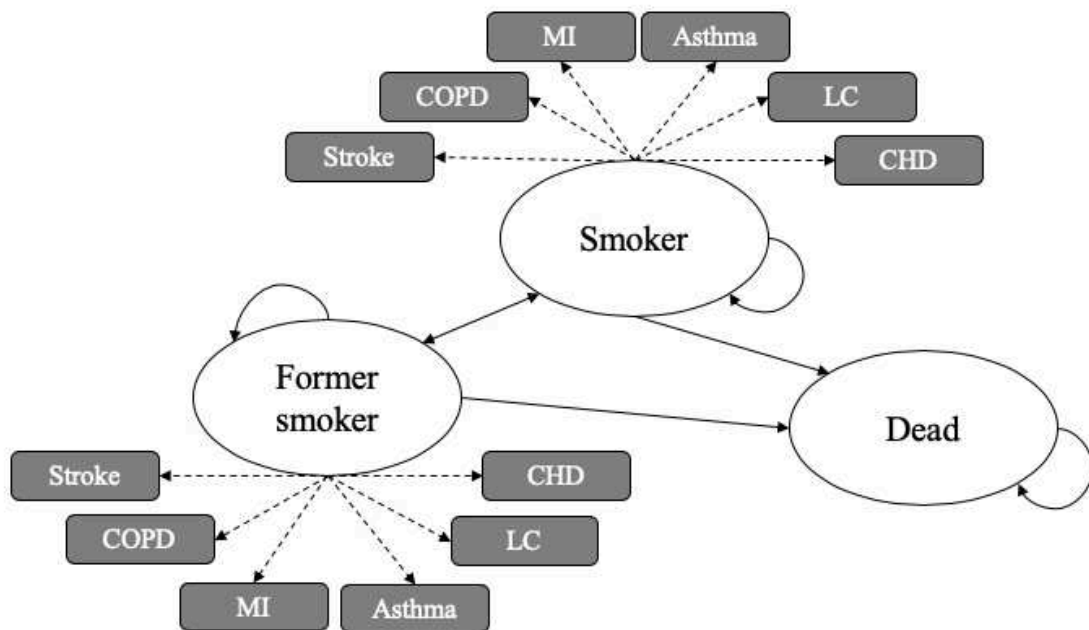 MI
Asthma
COPD
LC
Stroke
CHD
Smoker
Former
smoker
Dead
Stroke
CHD
COPD
LC
MI
Asthma